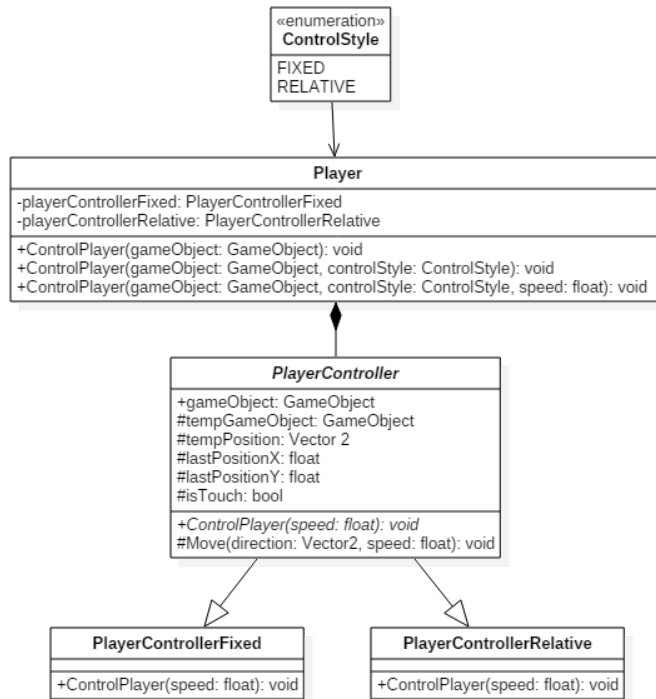 «enumeration»
ControlStyle
FIXED
RELATIVE
Player
-playerControllerFixed: PlayerControllerFixed
-playerControllerRelative: PlayerControllerRelative
+ControlPlayer(gameObject: GameObject): void
+ControlPlayer(gameObject: GameObject, controlStyle: ControlStyle): void
+ControlPlayer(gameObject: GameObject, controlStyle: ControlStyle, speed: float): void
PlayerController
+gameObject: GameObject
#tempGameObject: GameObject
#tempPosition: Vector 2
#lastPositionX: float
#lastPositionY: float
#isTouch: bool
+ControlPlayer(speed: float): void
#Move(direction: Vector2, speed: float): void
PlayerControllerFixed
+ControlPlayer(speed: float): void
PlayerControllerRelative
+ControlPlayer(speed: float): void